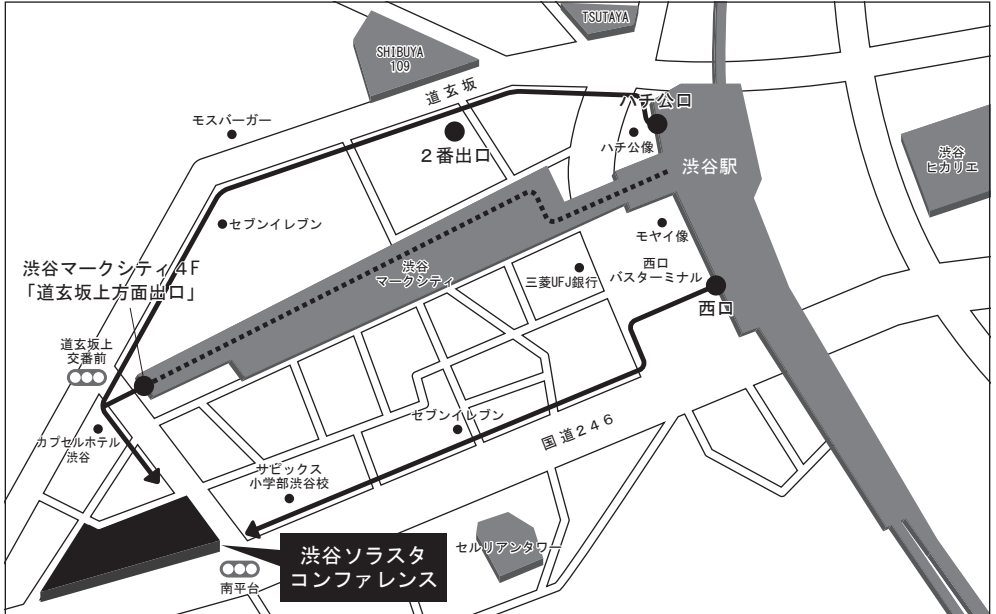 TSUTAYA
SHIBUYA
109
道玄坂
ハチ公口
モスバーガー
2番出口
ハチ公像
渋谷駅
渋谷
ヒカリエ
セブンイレブン
モヤイ像
渋谷マークシティ4F
「道玄坂上方面出口」
渋谷
マークシティ
三菱UFJ銀行
西口
バスターミナル
西口
道玄坂上
交番前
カプセルホテル
渋谷
セブンイレブン
国道246
サピックス
小学部渋谷校
セルリアンタワー
渋谷ソラスタ
コンファレンス
南平台